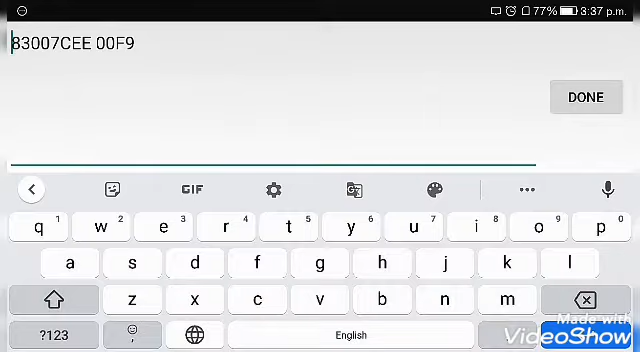 77% 3:37 p.m.
83007CEE 00F9
DONE
GIF
q 1 w 2 e 3 r 4 t 5 y 6 u 7 i 8 o 9 p 0
a s d f g h j k l
z x c v b n m
?123 , English
Made with
VideoShow